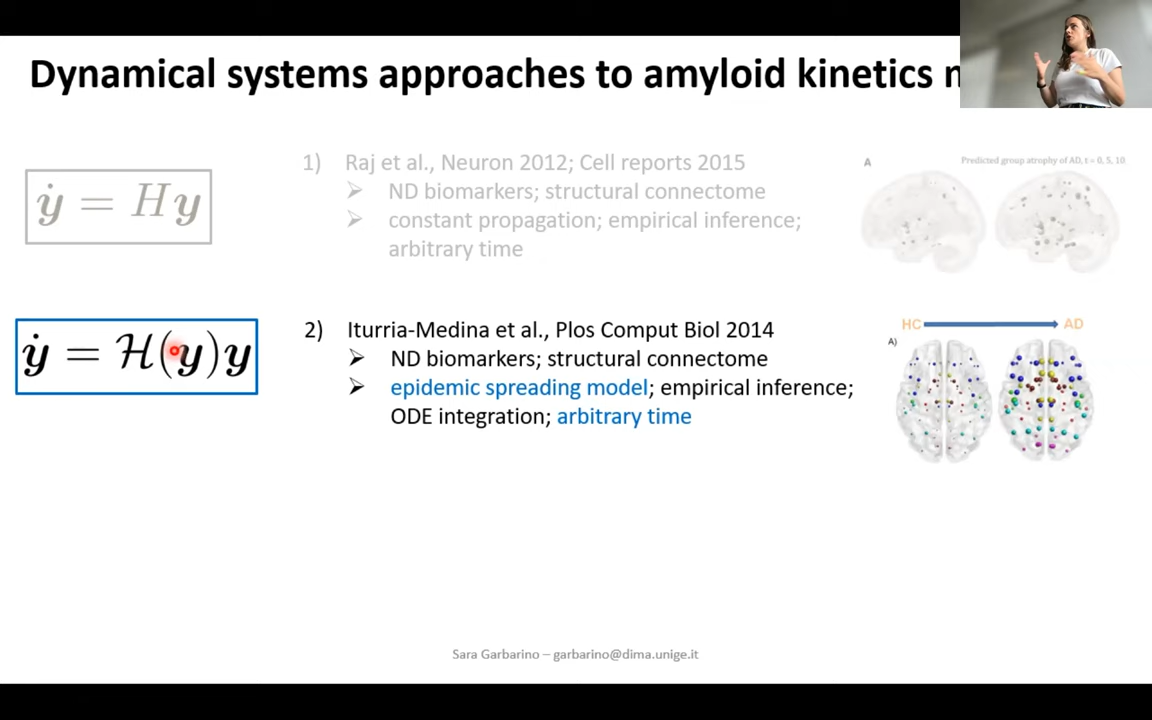 Dynamical systems approaches to amyloid kinetics
1) Raj et al., Neuron 2012; Cell reports 2015
➢ ND biomarkers; structural connectome
➢ constant propagation; empirical inference;
arbitrary time
ẏ = Hy
A
Predicted group atrophy of AD, t = 0, 5, 10
2) Iturria-Medina et al., Plos Comput Biol 2014
➢ ND biomarkers; structural connectome
➢ epidemic spreading model; empirical inference;
ODE integration; arbitrary time
ẏ = ℋ(y)y
HC AD
A)
Sara Garbarino – garbarino@dima.unige.it